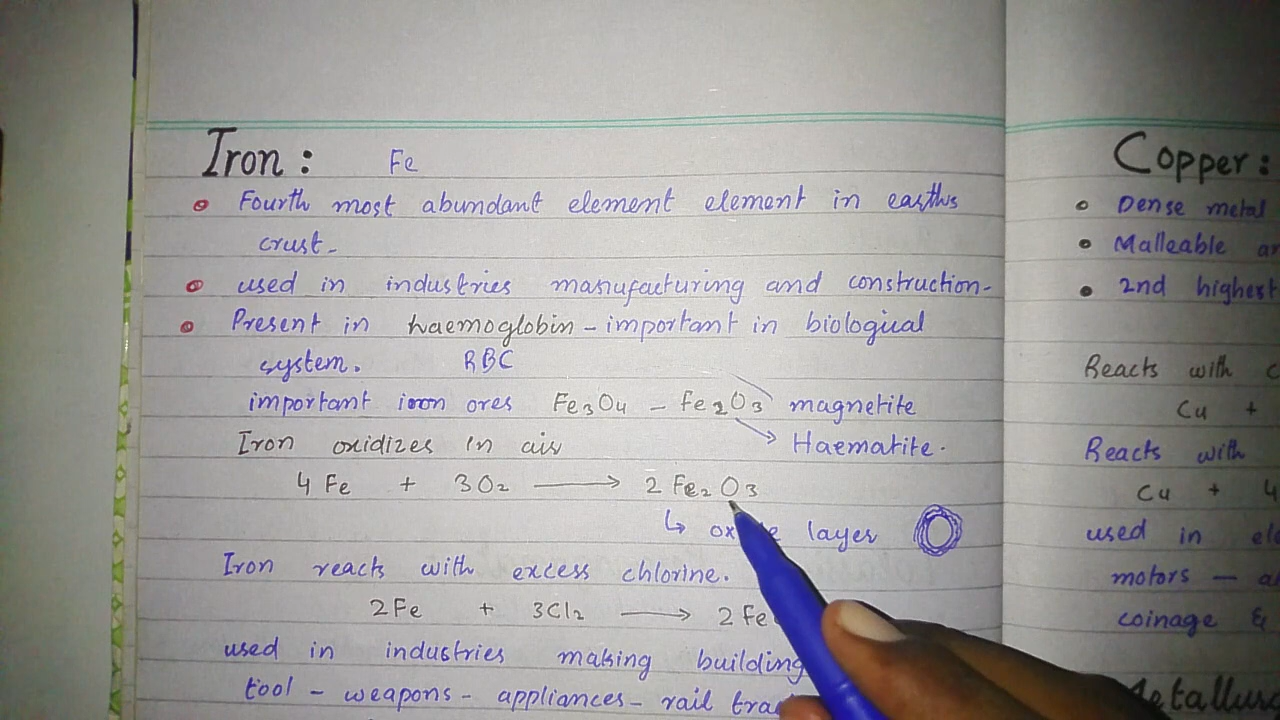 Iron : Fe
Fourth most abundant element element in earths
crust-
used in industries manufacturing and construction-
Present in haemoglobin - important in biological
system. RBC
important iron ores Fe3O4 - Fe2O3 magnetite
Haematite.
Iron oxidizes in air
4 Fe + 3O2 → 2 Fe2O3
↳ layer
Iron reacts with excess chlorine.
2Fe + 3Cl2 → 2 Fe
used in industries making building
tool - weapons - appliances - rail
Copper :
Dense metal
Malleable
2nd highest
Reacts with
Cu +
Reacts with
Cu + 4
used in
motors -
coinage &